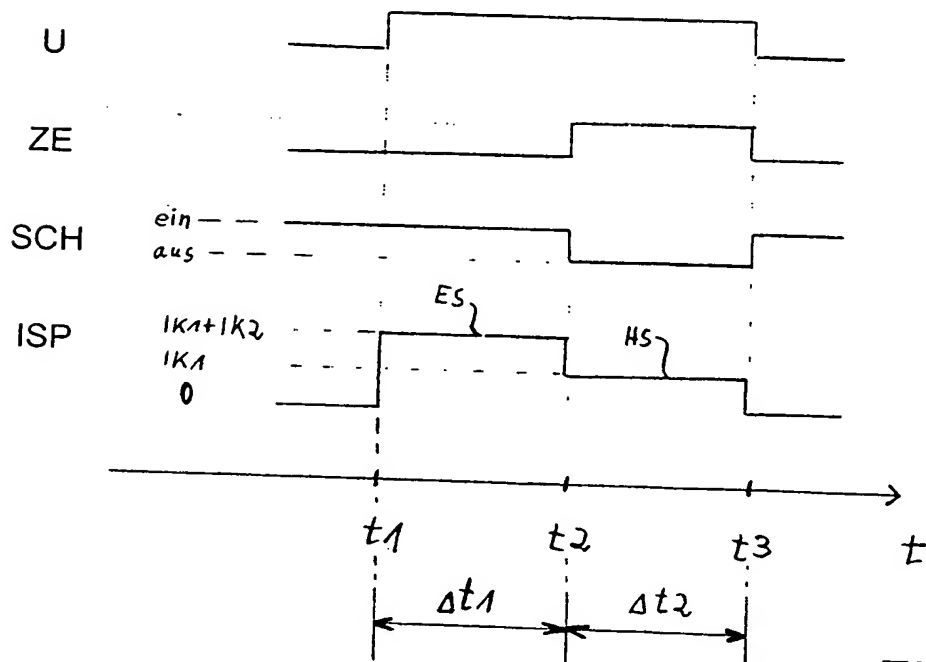 U
ZE
SCH
ein
aus
ISP
ES
IK1+IK2
HS
IK1
0
t1 t2 t3 t
Δt1 Δt2